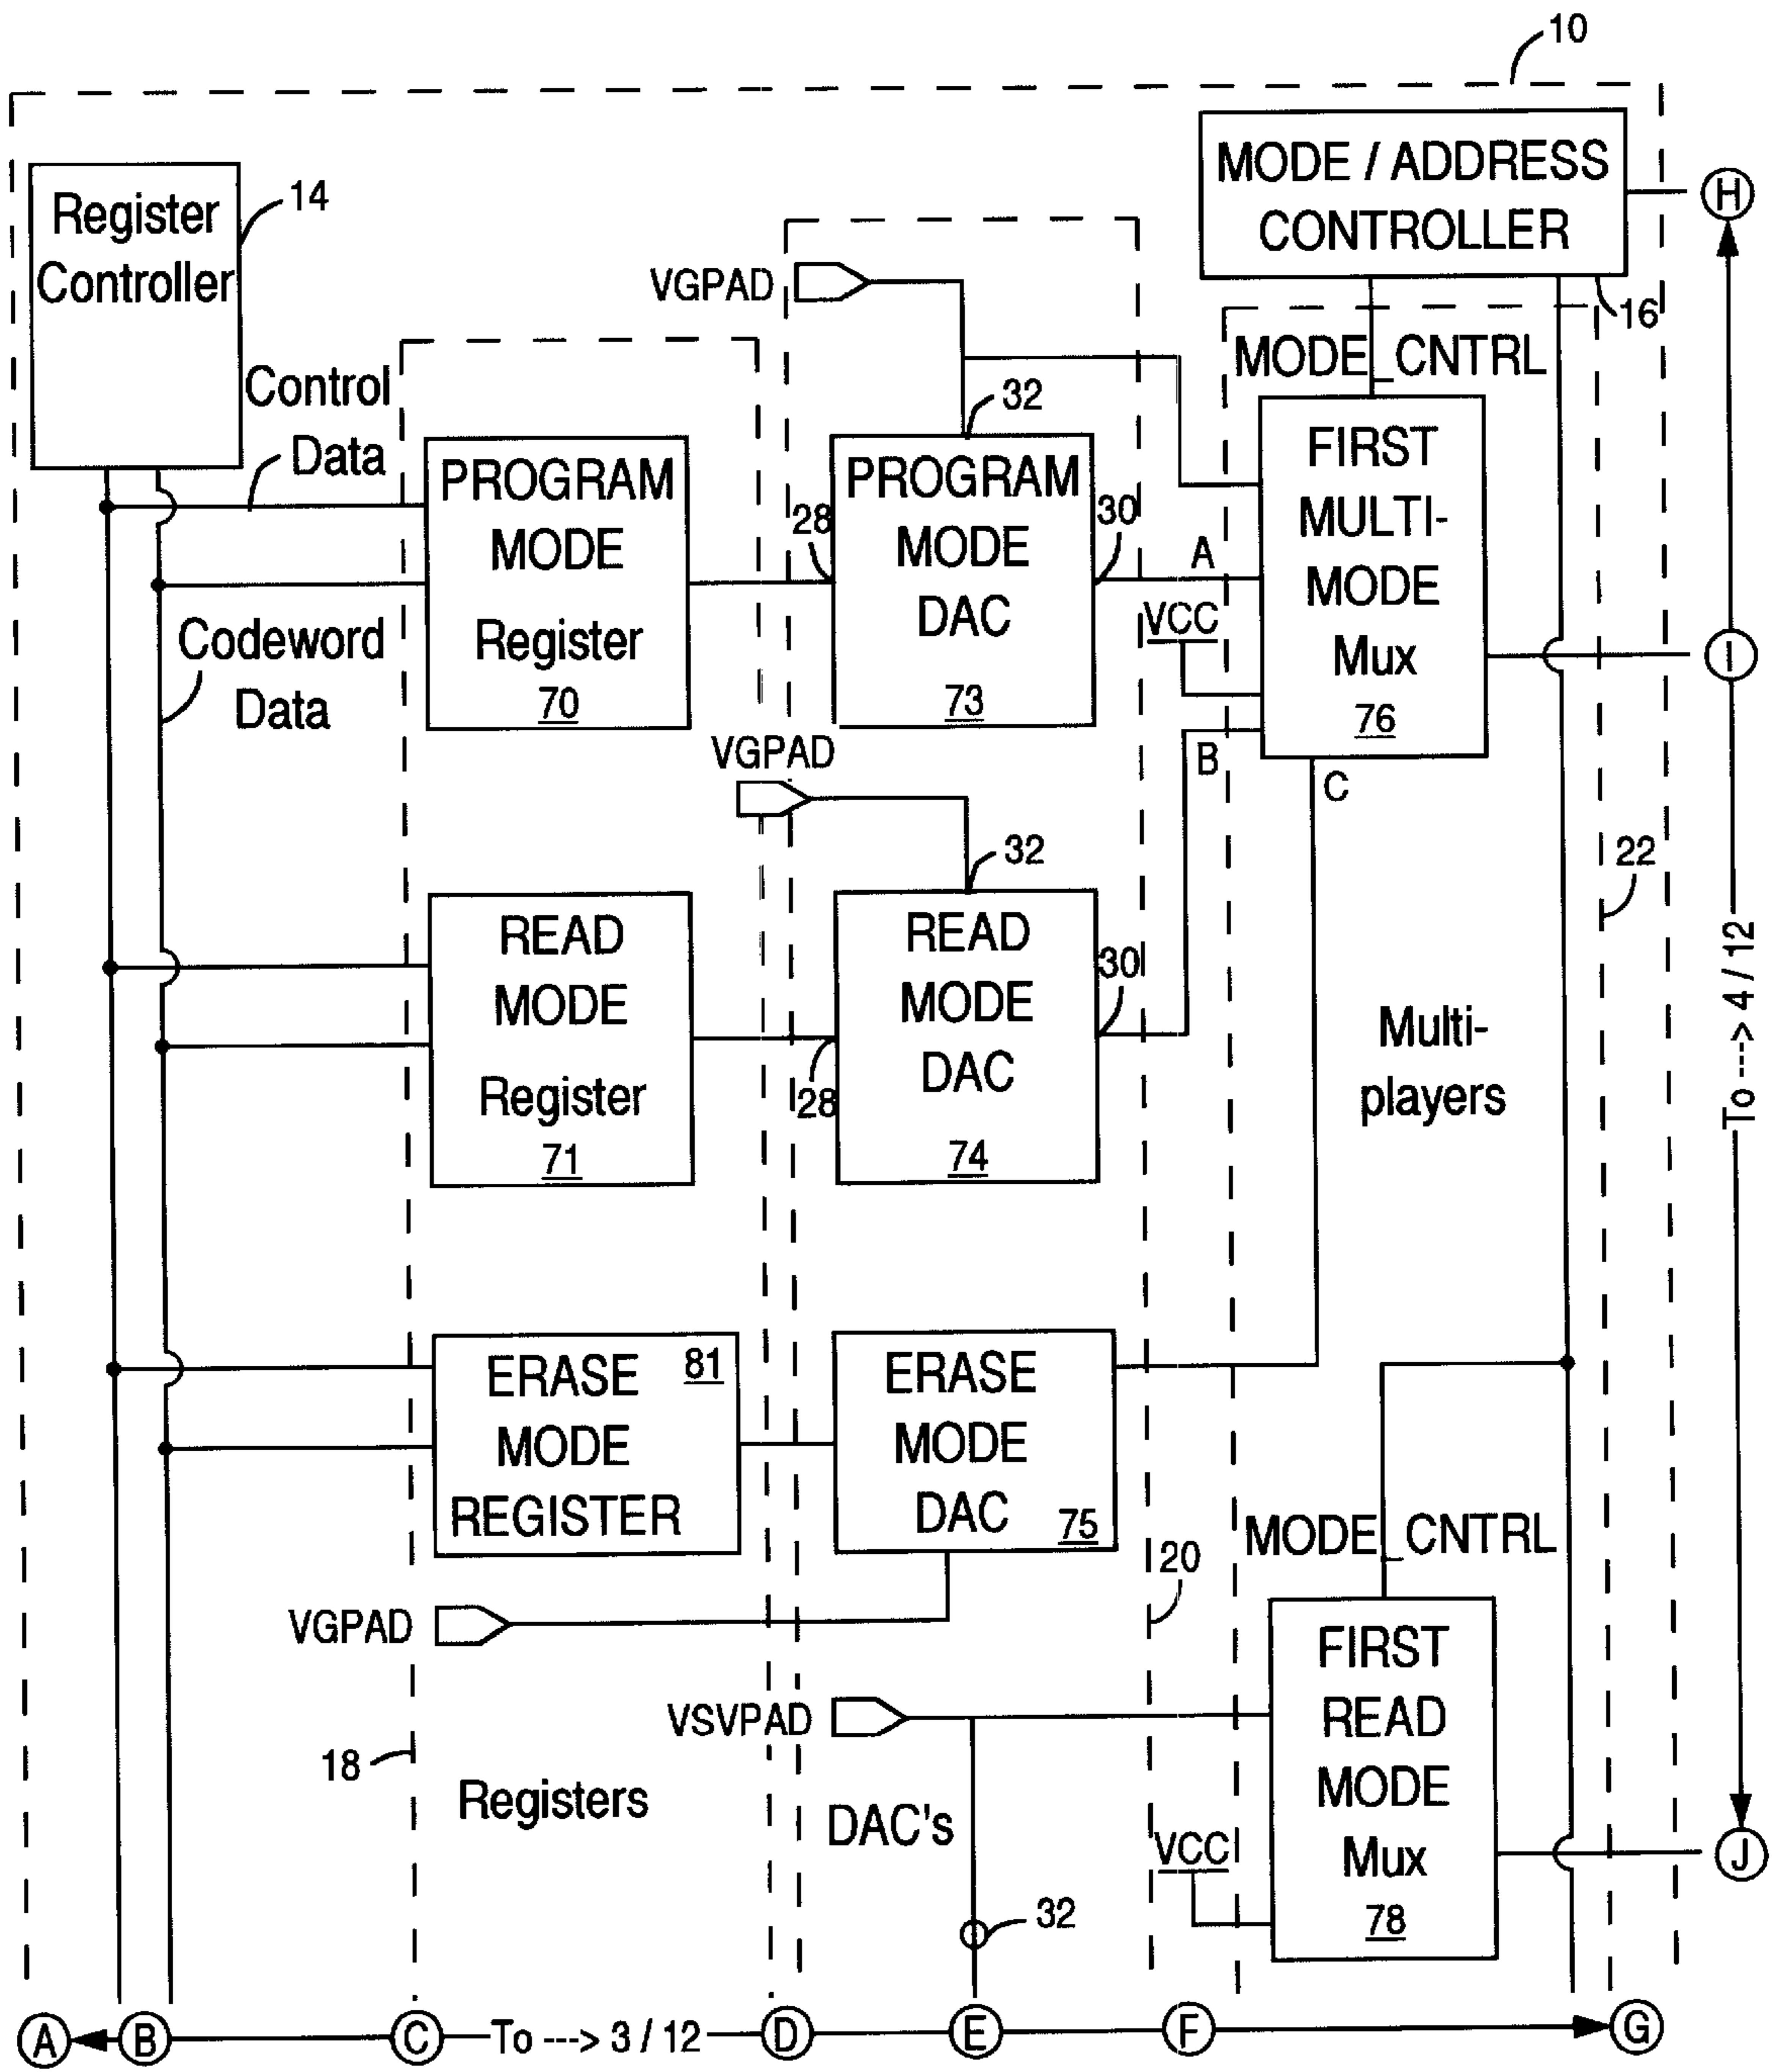 10
Register
Controller
14
MODE / ADDRESS
CONTROLLER
16
H
VGPAD
Control
Data
MODE_CNTRL
32
PROGRAM
MODE
Register
70
28
PROGRAM
MODE
DAC
73
30
A
VCC
B
C
FIRST
MULTI-
MODE
Mux
76
I
Codeword
Data
VGPAD
32
READ
MODE
Register
71
28
READ
MODE
DAC
74
30
22
Multi-
players
To ---> 4 / 12
ERASE
MODE
REGISTER
81
ERASE
MODE
DAC
75
MODE_CNTRL
20
VGPAD
VSVPAD
FIRST
READ
MODE
Mux
78
18
Registers
DAC's
VCC
32
J
A
B
C
To ---> 3 / 12
D
E
F
G